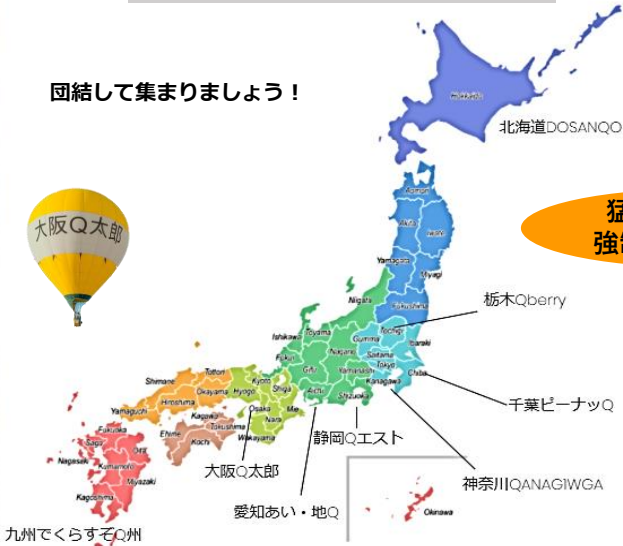 団結して集まりましょう！
Hokkaido
北海道DOSANQO
大阪Q太郎
Aomori
Akita
Iwate
猛
強
Yamagata
Miyagi
Niigata
Fukushima
栃木Qberry
Ishikawa
Toyama
Gumma
Tochigi
Ibaraki
Fukui
Nagano
Saitama
Gifu
Yamanashi
Tokyo
Chiba
Kanagawa
Aichi
Shizuoka
Shimane
Tottori
Kyoto
Okayama
Hyogo
Shiga
Hiroshima
Osaka
Mie
Nara
Yamaguchi
Kagawa
Tokushima
Wakayama
Ehime
Kochi
千葉ピーナッQ
静岡Qエスト
Fukuoka
Saga
Oita
Nagasaki
Kumamoto
Miyazaki
Kagoshima
大阪Q太郎
愛知あい・地Q
神奈川QANAGIWGA
Okinawa
九州でくらすぞQ州